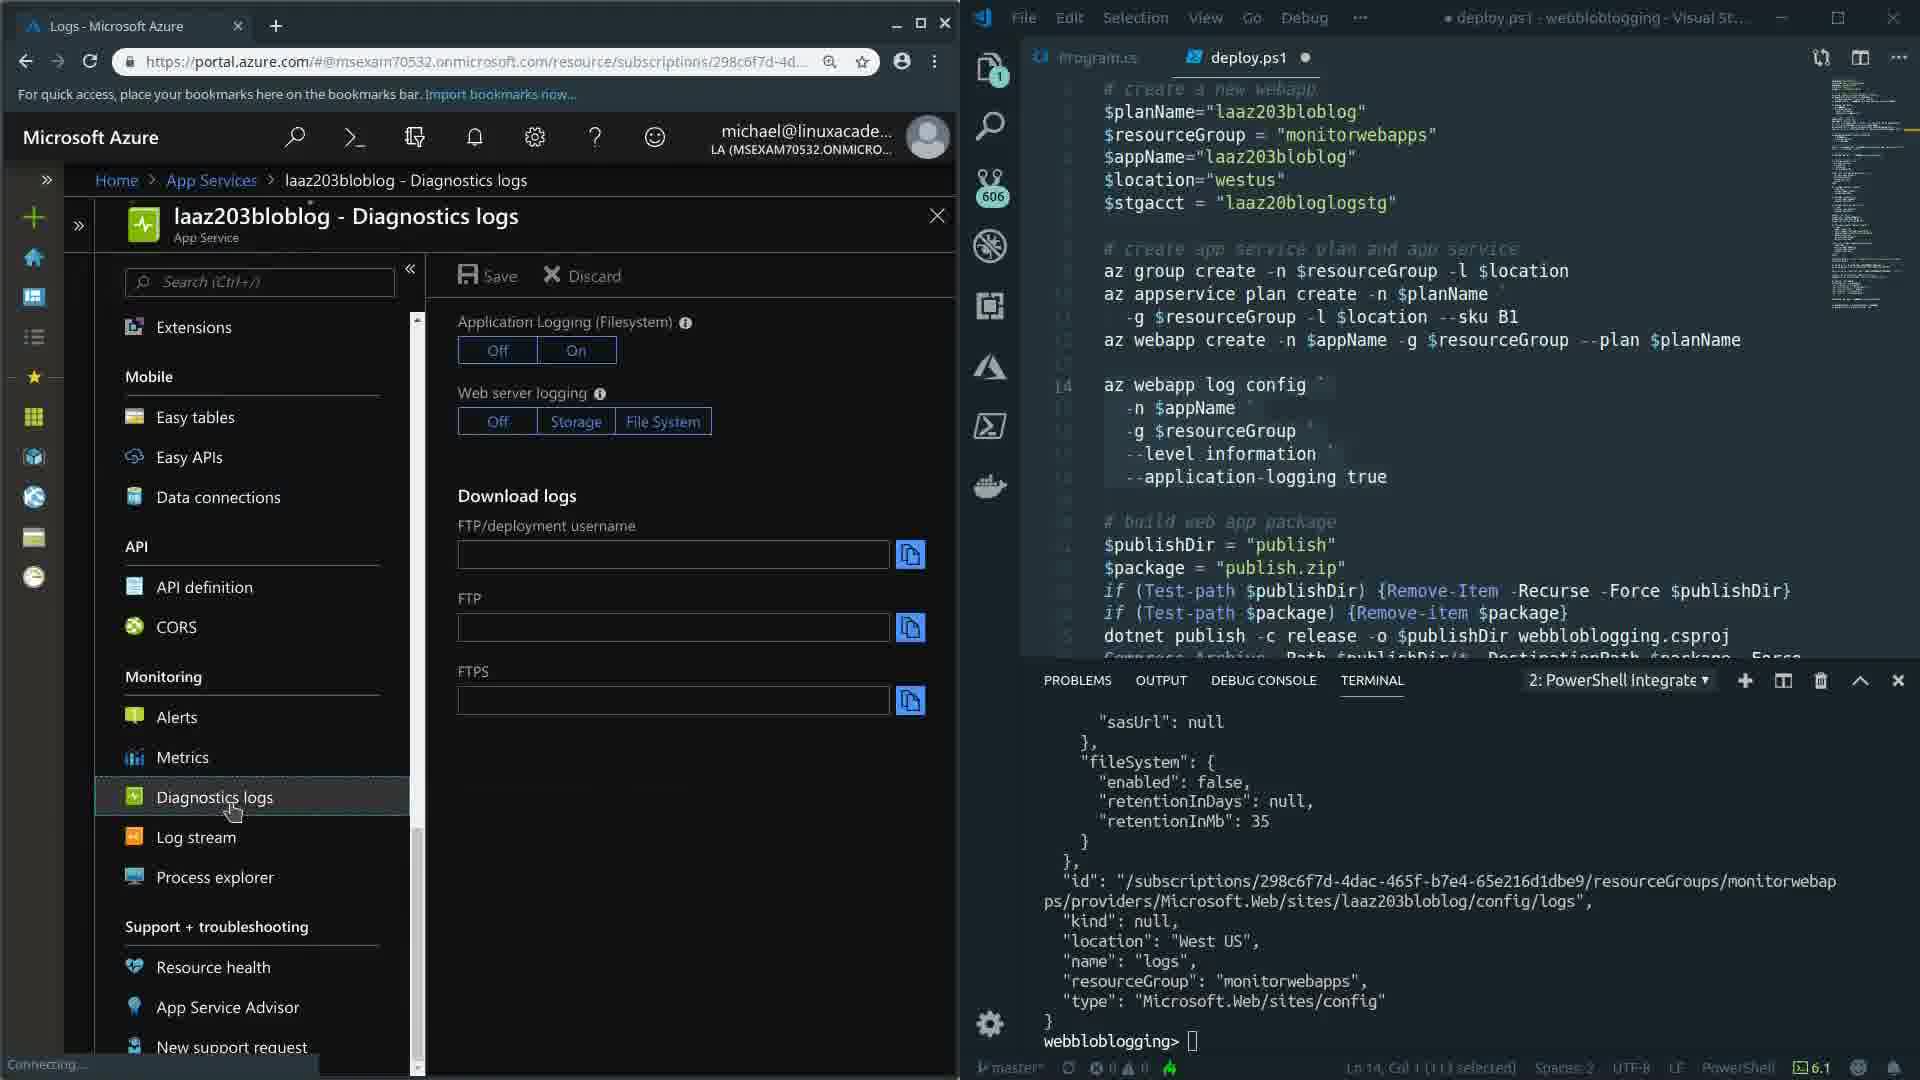 Logs - Microsoft Azure
https://portal.azure.com/#@msexam70532.onmicrosoft.com/resource/subscriptions/298c6f7d-4d...
For quick access, place your bookmarks here on the bookmarks bar. Import bookmarks now...
Microsoft Azure
michael@linuxacade...
LA (MSEXAM70532.ONMICRO...
Home > App Services > laaz203bloblog - Diagnostics logs
laaz203bloblog - Diagnostics logs
App Service
Search (Ctrl+/)
Extensions
Mobile
Easy tables
Easy APIs
Data connections
API
API definition
CORS
Monitoring
Alerts
Metrics
Diagnostics logs
Log stream
Process explorer
Support + troubleshooting
Resource health
App Service Advisor
New support request
Connecting...
Save Discard
Application Logging (Filesystem)
Off On
Web server logging
Off Storage File System
Download logs
FTP/deployment username
FTP
FTPS
File Edit Selection View Go Debug ··· ● deploy.ps1 - webbloblogging - Visual St...
Program.cs deploy.ps1 ●
1
606
# create a new webapp
$planName="laaz203bloblog"
$resourceGroup = "monitorwebapps"
$appName="laaz203bloblog"
$location="westus"
$stgacct = "laaz20bloglogstg"
# create app service plan and app service
az group create -n $resourceGroup -l $location
az appservice plan create -n $planName `
-g $resourceGroup -l $location --sku B1
az webapp create -n $appName -g $resourceGroup --plan $planName
14 az webapp log config `
-n $appName `
-g $resourceGroup `
--level information `
--application-logging true
# build web app package
$publishDir = "publish"
$package = "publish.zip"
if (Test-path $publishDir) {Remove-Item -Recurse -Force $publishDir}
if (Test-path $package) {Remove-item $package}
dotnet publish -c release -o $publishDir webbloblogging.csproj
Compress-Archive -Path $publishDir/* -DestinationPath $package -Force
PROBLEMS OUTPUT DEBUG CONSOLE TERMINAL 2: PowerShell Integrate
"sasUrl": null
},
"fileSystem": {
"enabled": false,
"retentionInDays": null,
"retentionInMb": 35
}
},
"id": "/subscriptions/298c6f7d-4dac-465f-b7e4-65e216d1dbe9/resourceGroups/monitorwebap
ps/providers/Microsoft.Web/sites/laaz203bloblog/config/logs",
"kind": null,
"location": "West US",
"name": "logs",
"resourceGroup": "monitorwebapps",
"type": "Microsoft.Web/sites/config"
}
webbloblogging>
master* 0 0 Ln 14, Col 1 (111 selected) Spaces: 2 UTF-8 LF PowerShell 6.1